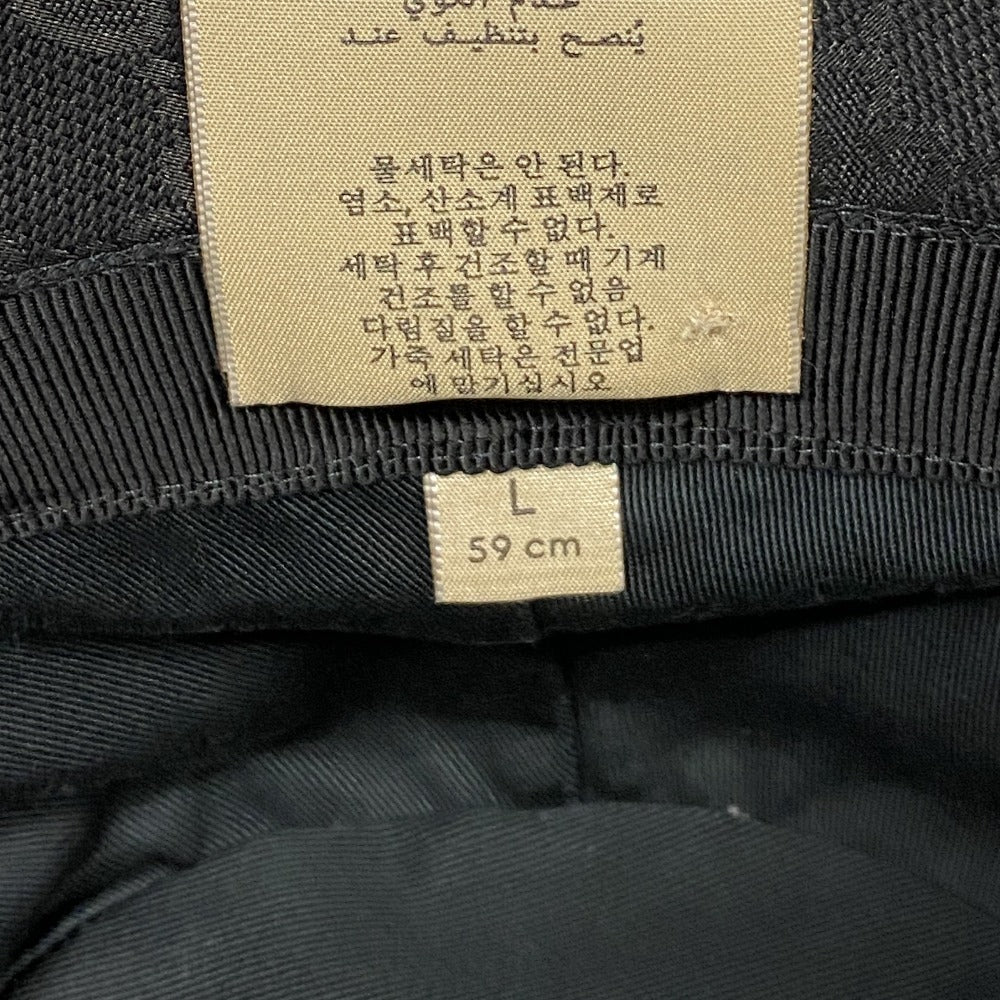 يُنصح بتنظيف عند
물세탁은 안 된다.
염소, 산소계 표백제로
표백할 수 없다.
세탁 후 건조할 때 기계
건조를 할 수 없음
다림질을 할 수 없다.
가죽 세탁은 전문업
에 맡기십시오
L
59 cm